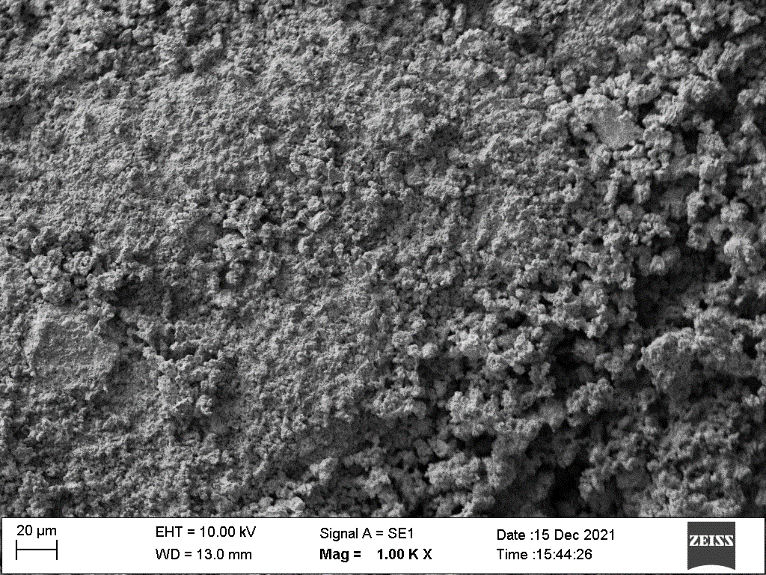 20 µm
EHT = 10.00 kV
WD = 13.0 mm
Signal A = SE1
Mag = 1.00 K X
Date :15 Dec 2021
Time :15:44:26
ZEISS